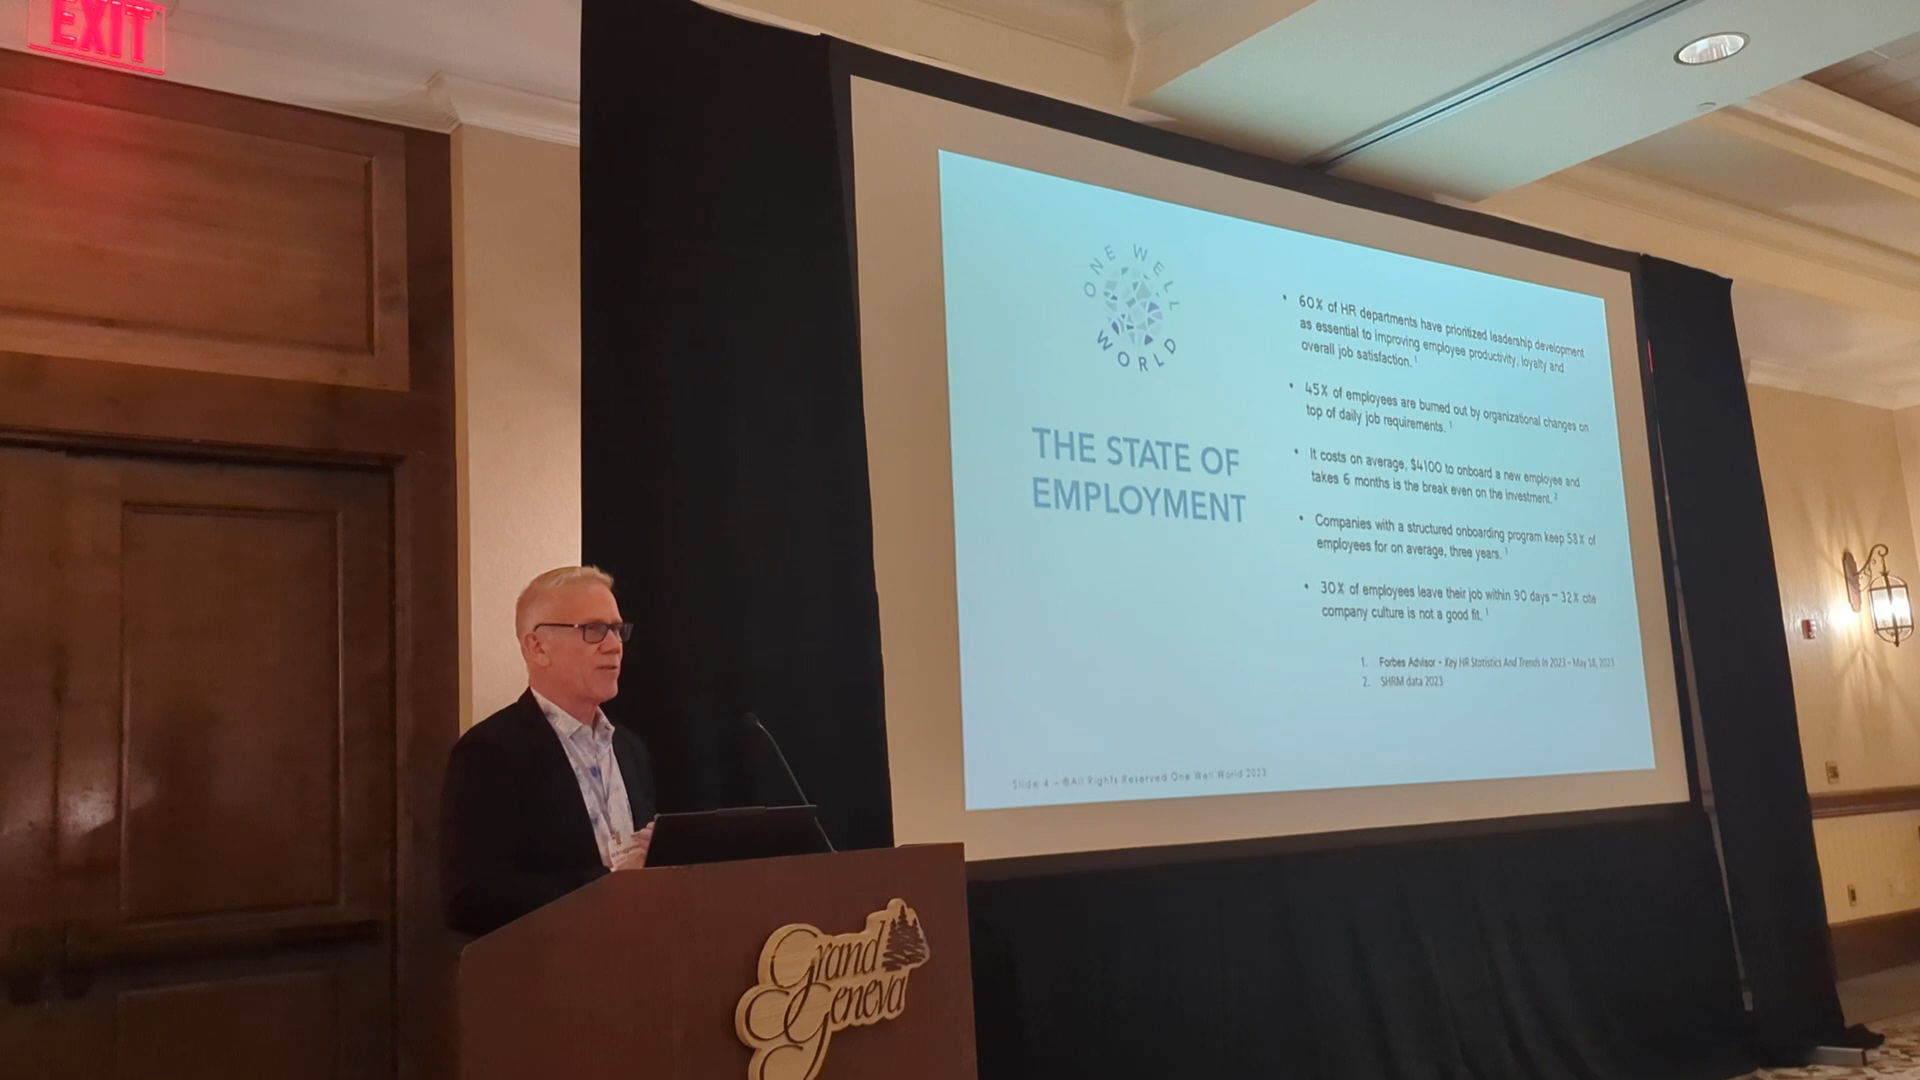 EXIT
ONE WELL
WORLD
THE STATE OF
EMPLOYMENT
• 60% of HR departments have prioritized leadership development
as essential to improving employee productivity, loyalty and
overall job satisfaction. 1
• 45% of employees are burned out by organizational changes on
top of daily job requirements. 1
• It costs on average, $4100 to onboard a new employee and
takes 6 months is the break even on the investment. 2
• Companies with a structured onboarding program keep 58% of
employees for on average, three years. 1
• 30% of employees leave their job within 90 days – 32% cite
company culture is not a good fit. 1
1. Forbes Advisor - Key HR Statistics And Trends In 2023 - May 18, 2023
2. SHRM data 2023
Slide 4 – ©All Rights Reserved One Well World 2023
Grand
Geneva